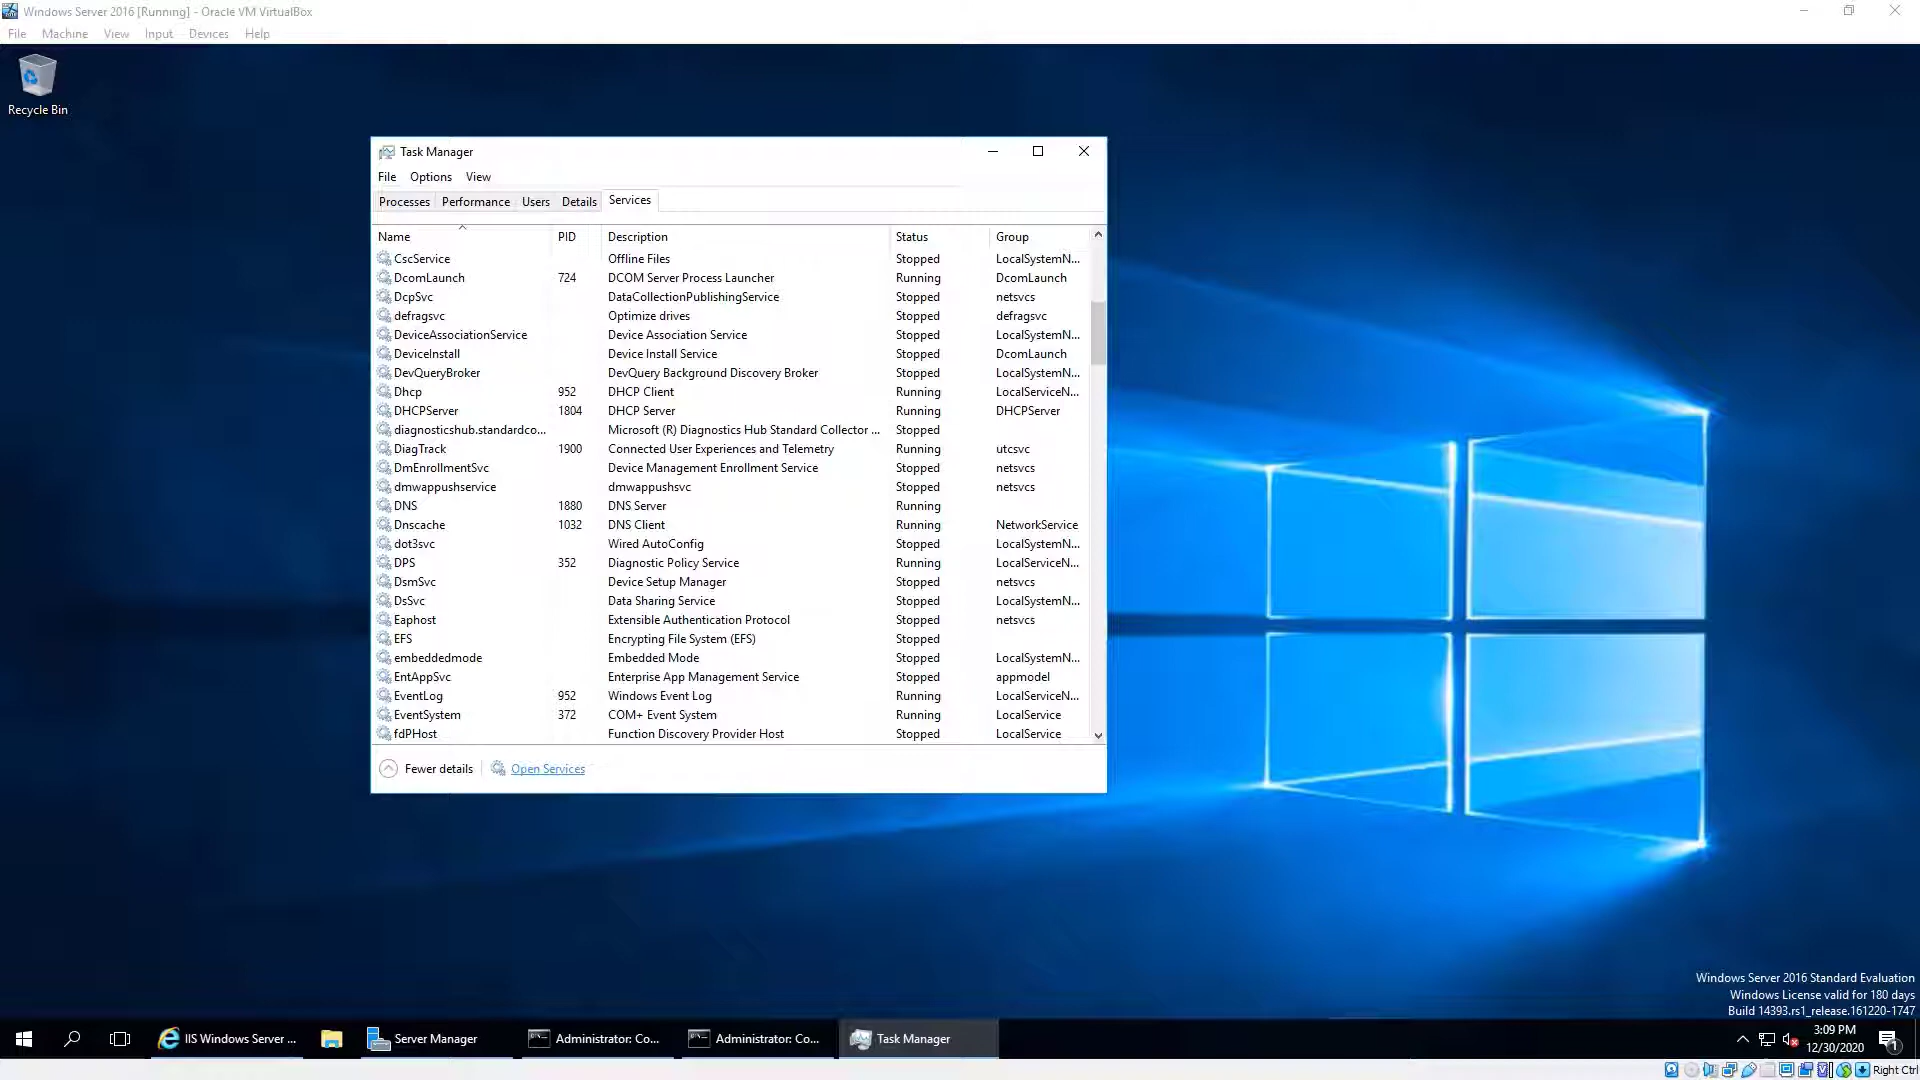 Windows Server 2016 [Running] - Oracle VM VirtualBox
File Machine View Input Devices Help
Recycle Bin
Task Manager
File Options View
Processes Performance Users Details Services
Name PID Description Status Group
CscService Offline Files Stopped LocalSystemN...
DcomLaunch 724 DCOM Server Process Launcher Running DcomLaunch
DcpSvc DataCollectionPublishingService Stopped netsvcs
defragsvc Optimize drives Stopped defragsvc
DeviceAssociationService Device Association Service Stopped LocalSystemN...
DeviceInstall Device Install Service Stopped DcomLaunch
DevQueryBroker DevQuery Background Discovery Broker Stopped LocalSystemN...
Dhcp 952 DHCP Client Running LocalServiceN...
DHCPServer 1804 DHCP Server Running DHCPServer
diagnosticshub.standardco... Microsoft (R) Diagnostics Hub Standard Collector ... Stopped
DiagTrack 1900 Connected User Experiences and Telemetry Running utcsvc
DmEnrollmentSvc Device Management Enrollment Service Stopped netsvcs
dmwappushservice dmwappushsvc Stopped netsvcs
DNS 1880 DNS Server Running
Dnscache 1032 DNS Client Running NetworkService
dot3svc Wired AutoConfig Stopped LocalSystemN...
DPS 352 Diagnostic Policy Service Running LocalServiceN...
DsmSvc Device Setup Manager Stopped netsvcs
DsSvc Data Sharing Service Stopped LocalSystemN...
Eaphost Extensible Authentication Protocol Stopped netsvcs
EFS Encrypting File System (EFS) Stopped
embeddedmode Embedded Mode Stopped LocalSystemN...
EntAppSvc Enterprise App Management Service Stopped appmodel
EventLog 952 Windows Event Log Running LocalServiceN...
EventSystem 372 COM+ Event System Running LocalService
fdPHost Function Discovery Provider Host Stopped LocalService
Fewer details Open Services
Windows Server 2016 Standard Evaluation
Windows License valid for 180 days
Build 14393.rs1_release.161220-1747
IIS Windows Server ... Server Manager Administrator: Co... Administrator: Co... Task Manager
3:09 PM
12/30/2020
1
Right Ctrl